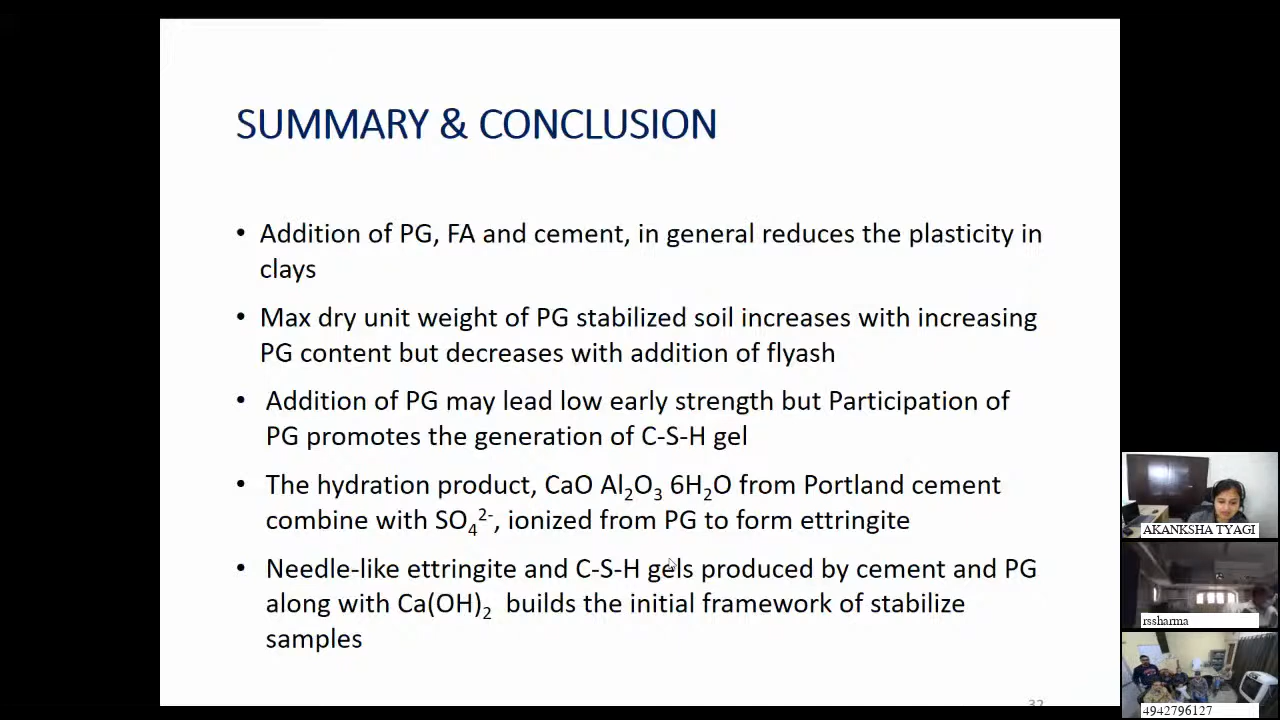 SUMMARY & CONCLUSION
• Addition of PG, FA and cement, in general reduces the plasticity in
clays
• Max dry unit weight of PG stabilized soil increases with increasing
PG content but decreases with addition of flyash
• Addition of PG may lead low early strength but Participation of
PG promotes the generation of C-S-H gel
• The hydration product, CaO Al₂O₃ 6H₂O from Portland cement
combine with SO₄²⁻, ionized from PG to form ettringite
• Needle-like ettringite and C-S-H gels produced by cement and PG
along with Ca(OH)₂ builds the initial framework of stabilize
samples
32
AKANKSHA TYAGI
rssharma
4942796127